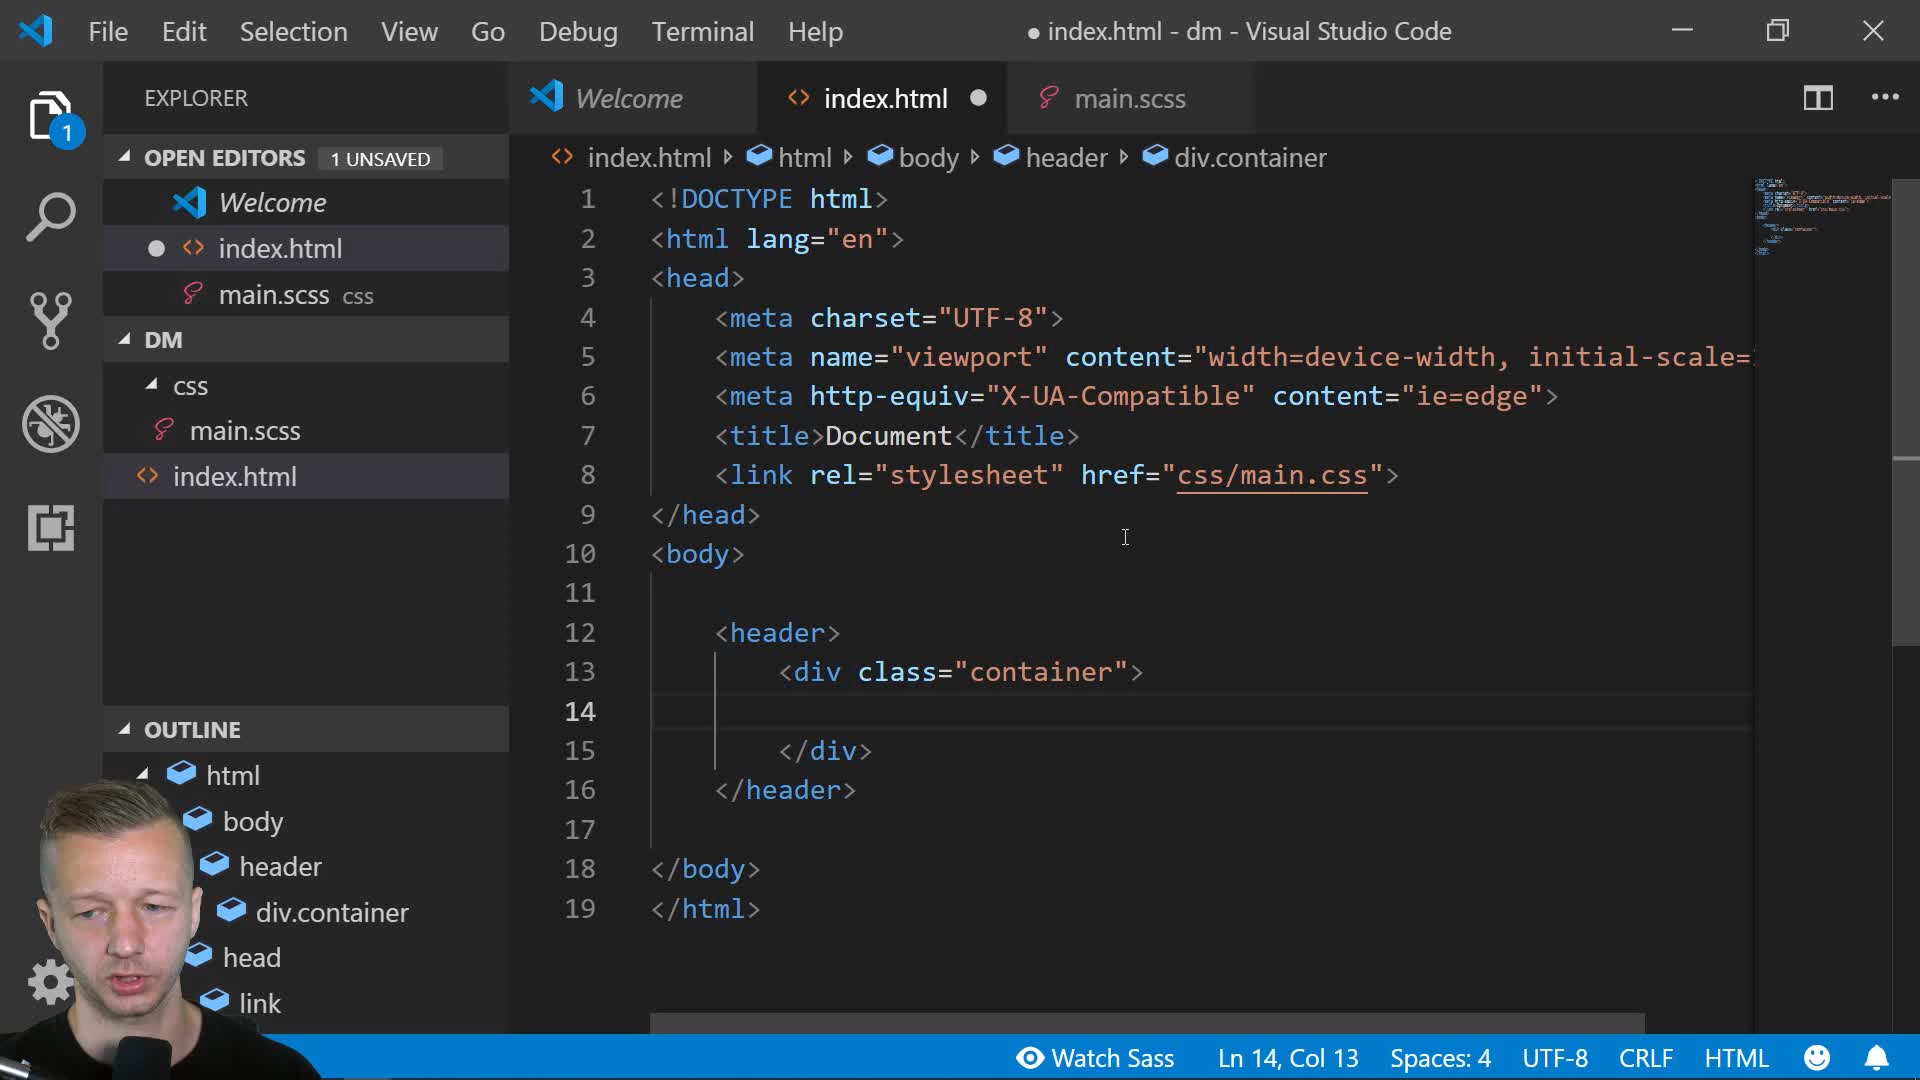 File Edit Selection View Go Debug Terminal Help
● index.html - dm - Visual Studio Code
1
EXPLORER
OPEN EDITORS 1 UNSAVED
Welcome
index.html
main.scss css
DM
css
main.scss
index.html
OUTLINE
html
body
header
div.container
head
link
Welcome
index.html
main.scss
index.html html body header div.container
1 <!DOCTYPE html>
2 <html lang="en">
3 <head>
4 <meta charset="UTF-8">
5 <meta name="viewport" content="width=device-width, initial-scale=
6 <meta http-equiv="X-UA-Compatible" content="ie=edge">
7 <title>Document</title>
8 <link rel="stylesheet" href="css/main.css">
9 </head>
10 <body>
11
12 <header>
13 <div class="container">
14
15 </div>
16 </header>
17
18 </body>
19 </html>
Watch Sass Ln 14, Col 13 Spaces: 4 UTF-8 CRLF HTML